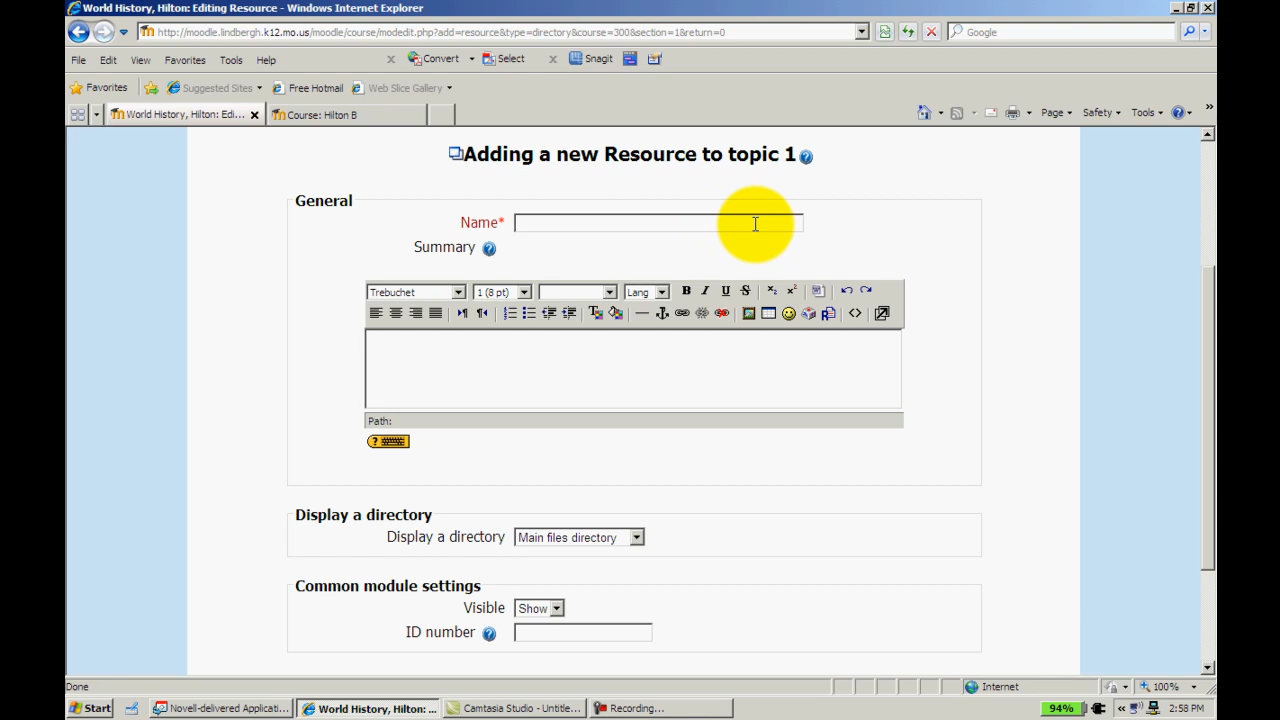 World History, Hilton: Editing Resource - Windows Internet Explorer
http://moodle.lindbergh.k12.mo.us/moodle/course/modedit.php?add=resource&type=directory&course=300&section=1&return=0
Google
File Edit View Favorites Tools Help
x Convert Select x Snagit
Favorites Suggested Sites Free Hotmail Web Slice Gallery
World History, Hilton: Edi... x Course: Hilton B
Page Safety Tools »
Adding a new Resource to topic 1
General
Name*
Summary
Trebuchet 1 (8 pt) Lang B I U S
Path:
Display a directory
Display a directory Main files directory
Common module settings
Visible Show
ID number
Done Internet 100%
Start Novell-delivered Applicati... World History, Hilton: ... Camtasia Studio - Untitle... Recording... 94% « 2:58 PM